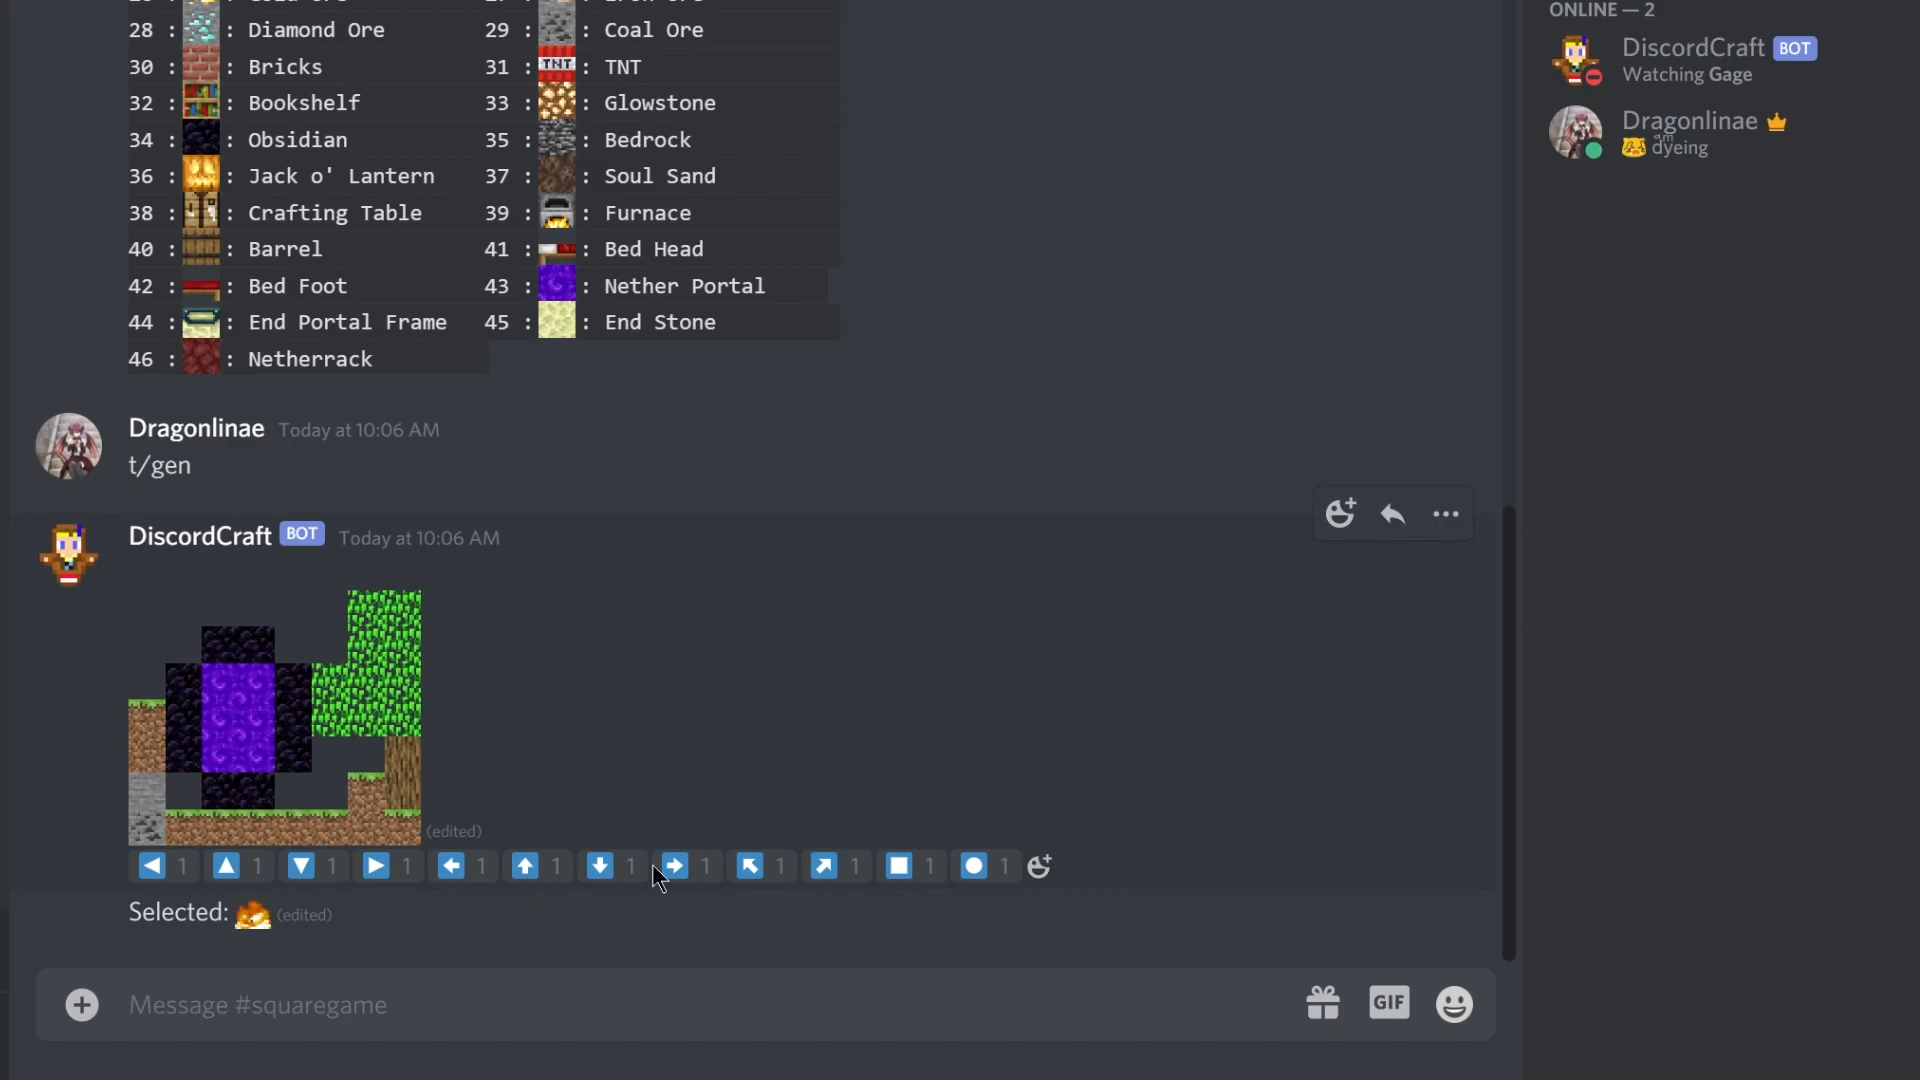 28 : : Diamond Ore 29 : : Coal Ore
30 : : Bricks 31 : TNT : TNT
32 : : Bookshelf 33 : : Glowstone
34 : : Obsidian 35 : : Bedrock
36 : : Jack o' Lantern 37 : : Soul Sand
38 : : Crafting Table 39 : : Furnace
40 : : Barrel 41 : : Bed Head
42 : : Bed Foot 43 : : Nether Portal
44 : : End Portal Frame 45 : : End Stone
46 : : Netherrack
Dragonlinae Today at 10:06 AM
t/gen
DiscordCraft BOT Today at 10:06 AM
(edited)
1 1 1 1 1 1 1 1 1 1 1 1
Selected: (edited)
Message #squaregame
GIF
ONLINE — 2
DiscordCraft BOT
Watching Gage
Dragonlinae
dyeing